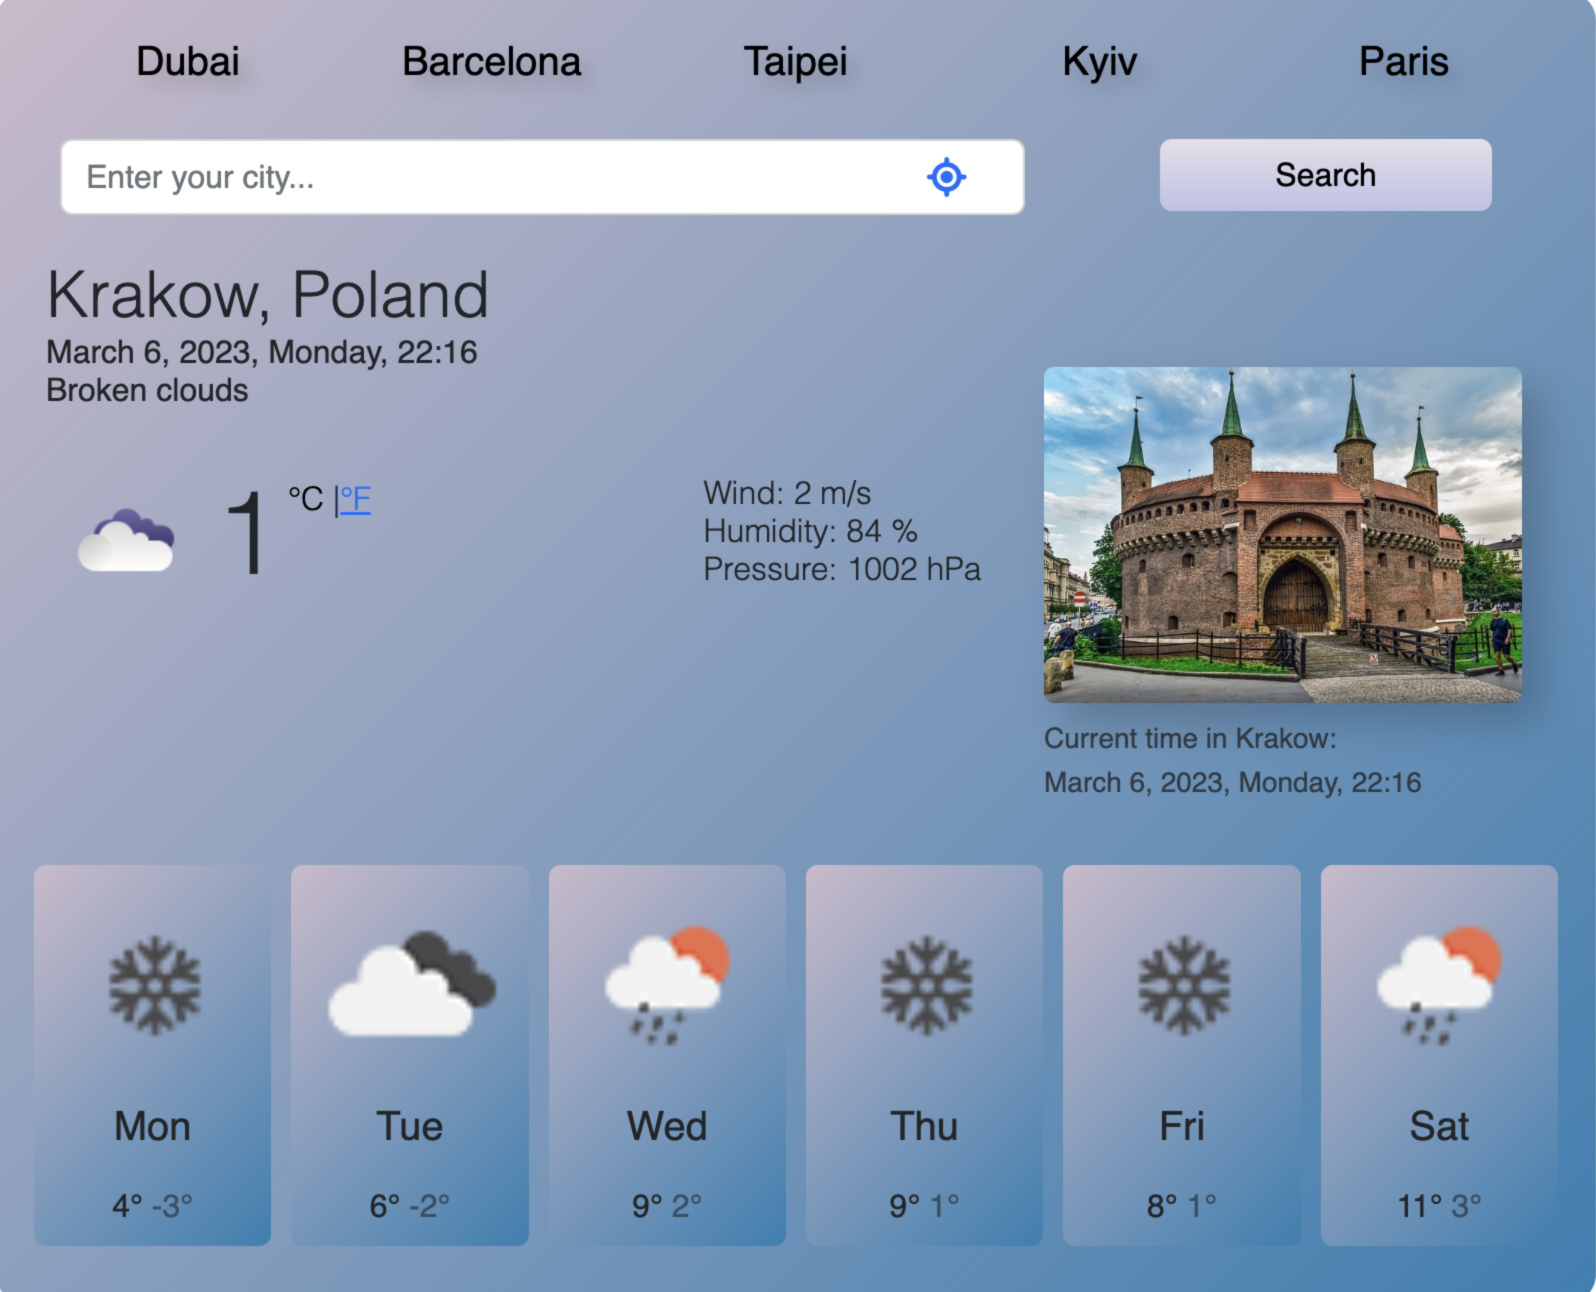 Dubai Barcelona Taipei Kyiv Paris
Enter your city...
Search
Krakow, Poland
March 6, 2023, Monday, 22:16
Broken clouds
1 °C |°F
Wind: 2 m/s
Humidity: 84 %
Pressure: 1002 hPa
Current time in Krakow:
March 6, 2023, Monday, 22:16
Mon Tue Wed Thu Fri Sat
4° -3° 6° -2° 9° 2° 9° 1° 8° 1° 11° 3°